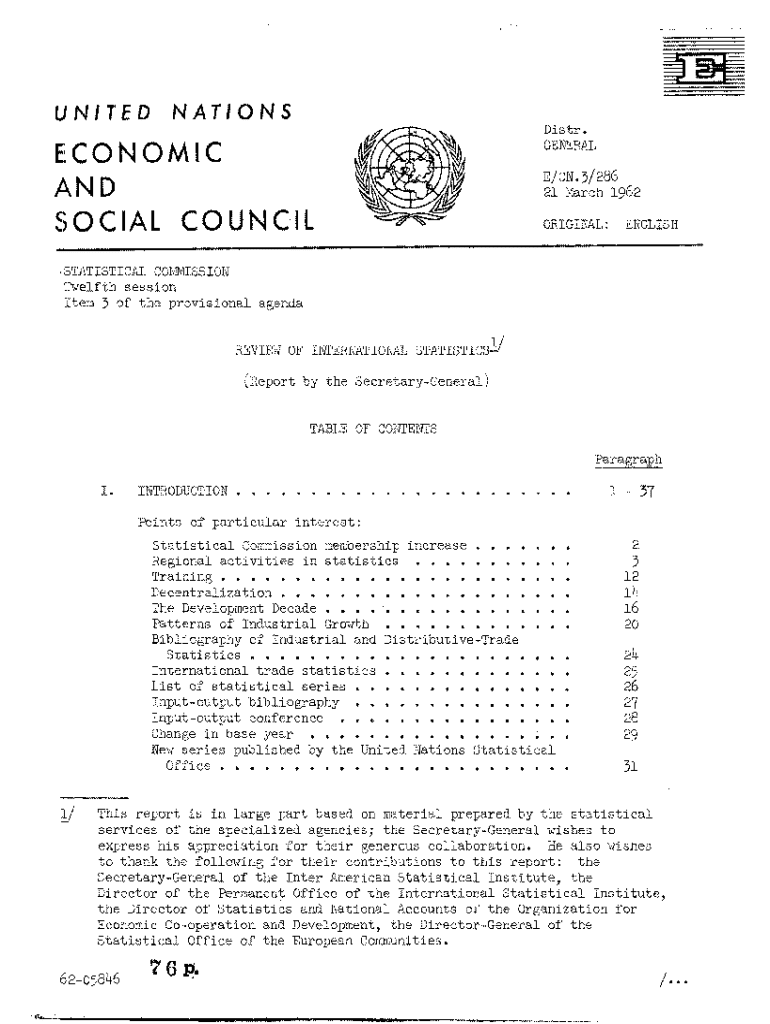 E
UNITED NATIONS
ECONOMIC
AND
SOCIAL COUNCIL
Distr.
GENERAL
E/CN.3/286
21 March 1962
ORIGINAL: ENGLISH
STATISTICAL COMMISSION
Twelfth session
Item 3 of the provisional agenda
REVIEW OF INTERNATIONAL STATISTICS 1/
(Report by the Secretary-General)
TABLE OF CONTENTS
Paragraph
I. INTRODUCTION . . . . . . . . . . . . . . . . . . . . . . . 1 - 37
Points of particular interest:
Statistical Commission membership increase . . . . . . . 2
Regional activities in statistics . . . . . . . . . . . 3
Training . . . . . . . . . . . . . . . . . . . . . . . . 12
Decentralization . . . . . . . . . . . . . . . . . . . . 14
The Development Decade . . . . . . . . . . . . . . . . . 16
Patterns of Industrial Growth . . . . . . . . . . . . . 20
Bibliography of Industrial and Distributive-Trade
Statistics . . . . . . . . . . . . . . . . . . . . . . 24
International trade statistics . . . . . . . . . . . . . 25
List of statistical series . . . . . . . . . . . . . . . 26
Input-output bibliography . . . . . . . . . . . . . . . 27
Input-output conference . . . . . . . . . . . . . . . . 28
Change in base year . . . . . . . . . . . . . . . . . . 29
New series published by the United Nations Statistical
Office . . . . . . . . . . . . . . . . . . . . . . . . 31
1/ This report is in large part based on material prepared by the statistical
services of the specialized agencies; the Secretary-General wishes to
express his appreciation for their generous collaboration. He also wishes
to thank the following for their contributions to this report: the
Secretary-General of the Inter American Statistical Institute, the
Director of the Permanent Office of the International Statistical Institute,
the Director of Statistics and National Accounts of the Organization for
Economic Co-operation and Development, the Director-General of the
Statistical Office of the European Communities.
62-05846 76 p. /...